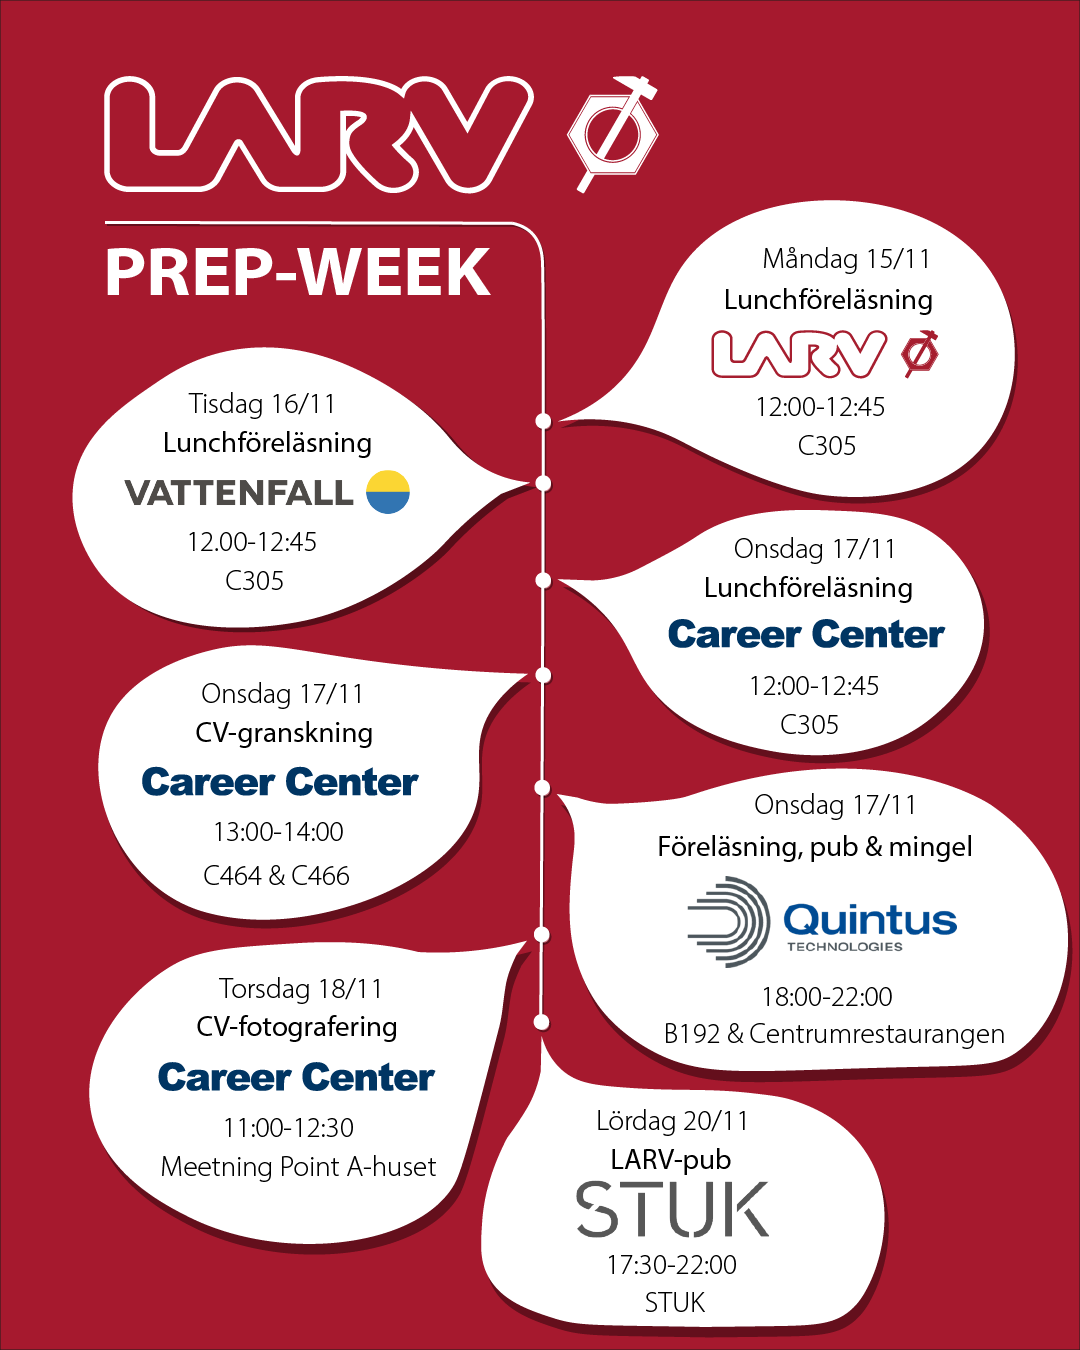 LARV
PREP-WEEK
Måndag 15/11
Lunchföreläsning
LARV
12:00-12:45
C305
Tisdag 16/11
Lunchföreläsning
VATTENFALL
12.00-12:45
C305
Onsdag 17/11
Lunchföreläsning
Career Center
12:00-12:45
C305
Onsdag 17/11
CV-granskning
Career Center
13:00-14:00
C464 & C466
Onsdag 17/11
Föreläsning, pub & mingel
Quintus
TECHNOLOGIES
18:00-22:00
B192 & Centrumrestaurangen
Torsdag 18/11
CV-fotografering
Career Center
11:00-12:30
Meetning Point A-huset
Lördag 20/11
LARV-pub
STUK
17:30-22:00
STUK